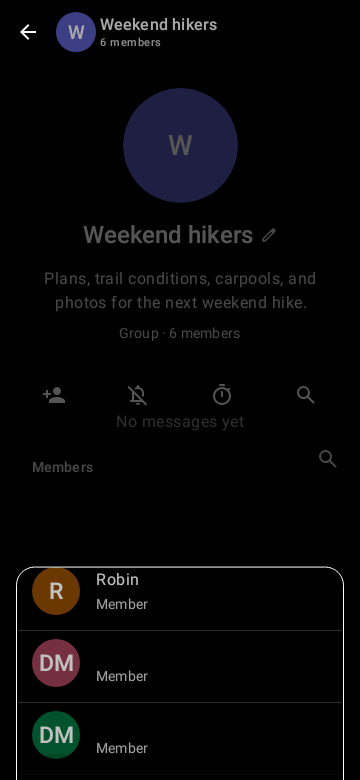 W
Weekend hikers
6 members
W
Weekend hikers
Plans, trail conditions, carpools, and
photos for the next weekend hike.
Group · 6 members
No messages yet
Members
R
Robin
Member
DM
Member
DM
Member